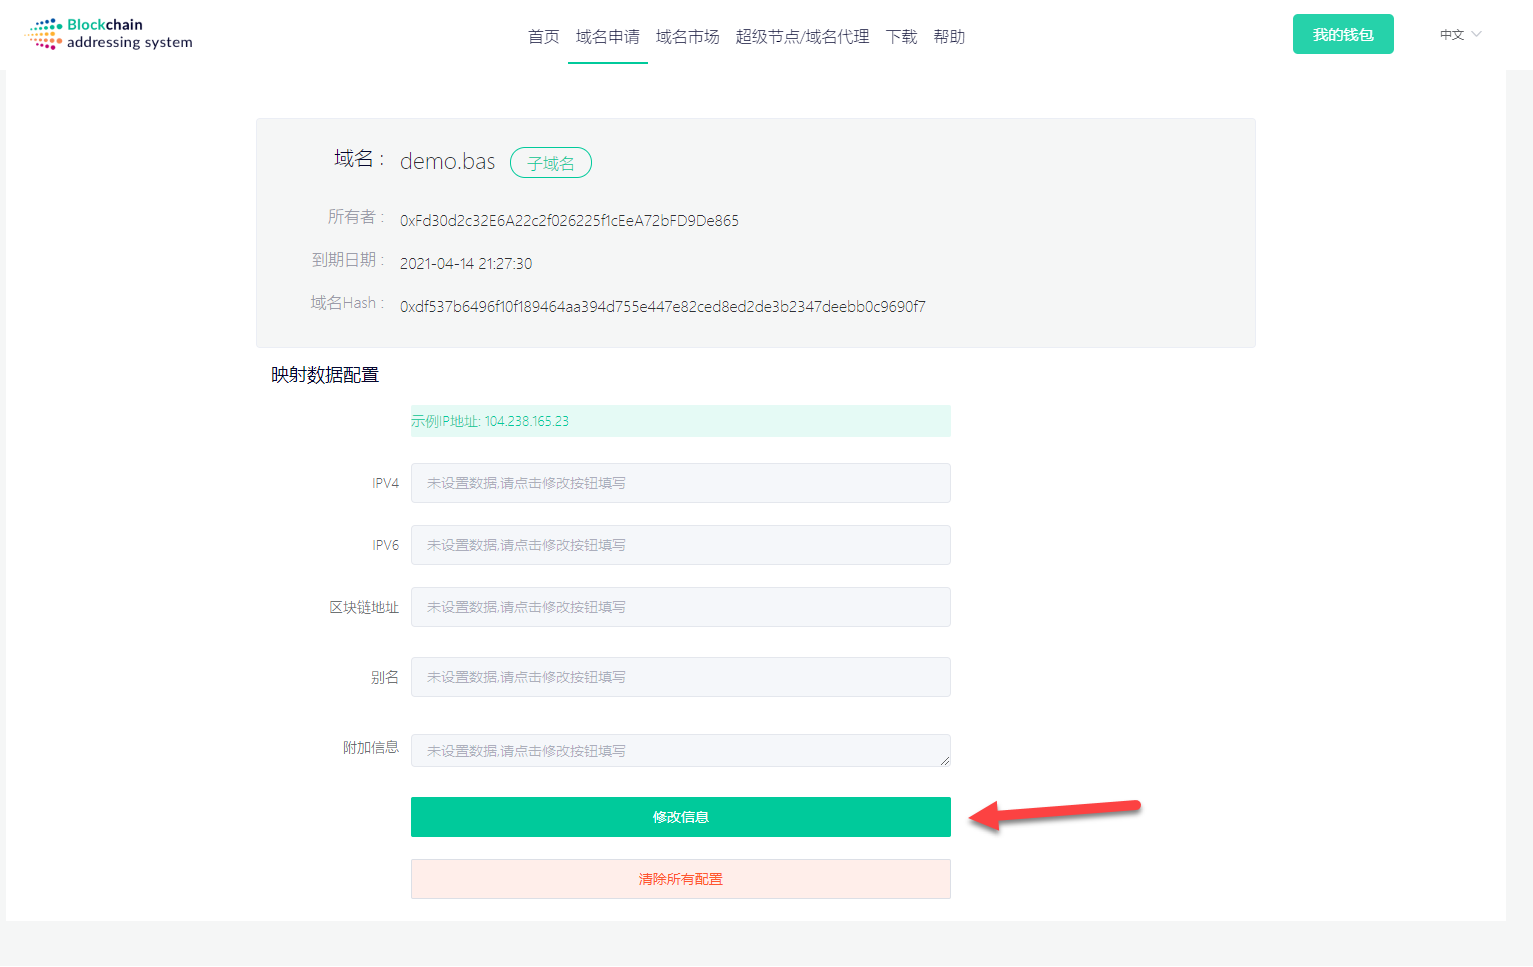 Blockchain
addressing system
首页 域名申请 域名市场 超级节点/域名代理 下载 帮助
我的钱包
中文
域名 : demo.bas 子域名
所有者 : 0xFd30d2c32E6A22c2f026225f1cEeA72bFD9De865
到期日期 : 2021-04-14 21:27:30
域名Hash : 0xdf537b6496f10f189464aa394d755e447e82ced8ed2de3b2347deebb0c9690f7
映射数据配置
示例IP地址: 104.238.165.23
IPV4 未设置数据,请点击修改按钮填写
IPV6 未设置数据,请点击修改按钮填写
区块链地址 未设置数据,请点击修改按钮填写
别名 未设置数据,请点击修改按钮填写
附加信息 未设置数据,请点击修改按钮填写
修改信息
清除所有配置